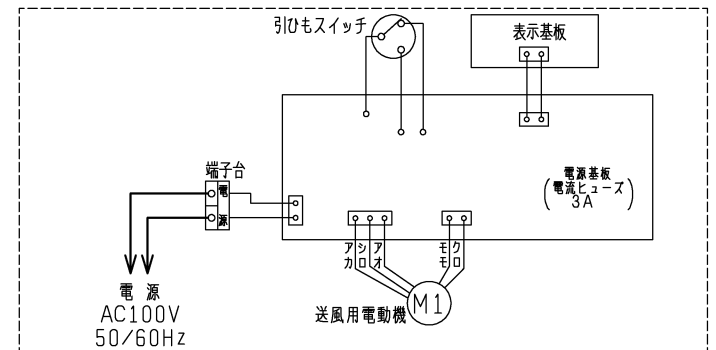 引ひもスイッチ
表示基板
端子台
電
源
電源基板
(電流ヒューズ)
3A
アカ
シロ
アオ
モモ
クロ
送風用電動機
M1
電 源
AC100V
50/60Hz